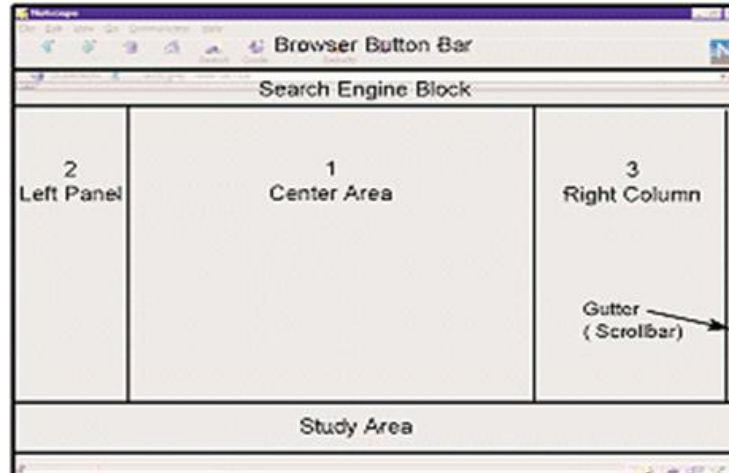 Netscape
Browser Button Bar
Search Engine Block
2
Left Panel
1
Center Area
3
Right Column
Gutter
( Scrollbar)
Study Area